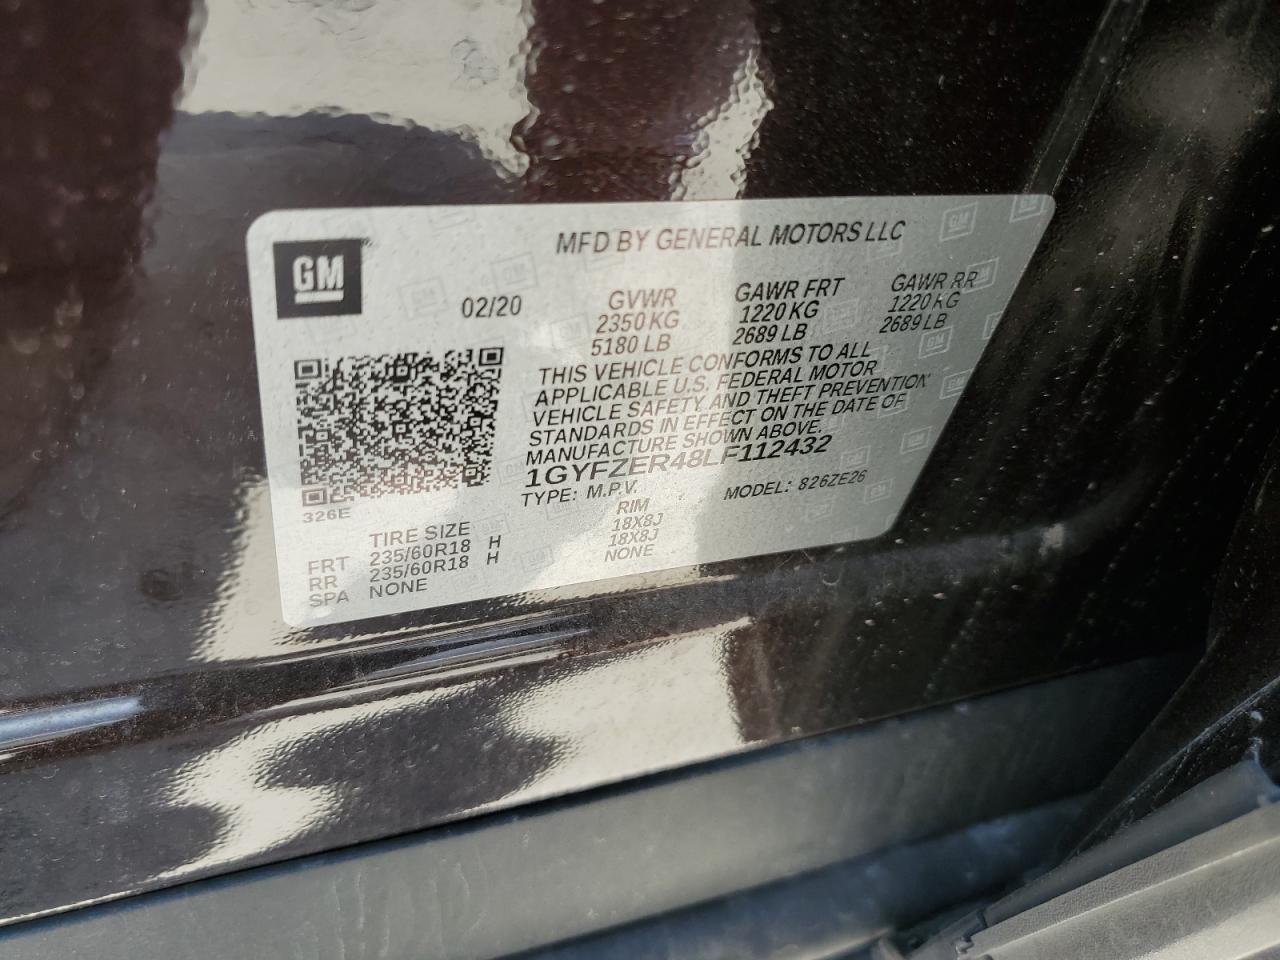 GM
MFD BY GENERAL MOTORS LLC
02/20
GVWR
2350 KG
5180 LB
GAWR FRT
1220 KG
2689 LB
GAWR RR
1220 KG
2689 LB
THIS VEHICLE CONFORMS TO ALL
APPLICABLE U.S. FEDERAL MOTOR
VEHICLE SAFETY AND THEFT PREVENTION
STANDARDS IN EFFECT ON THE DATE OF
MANUFACTURE SHOWN ABOVE.
1GYFZER48LF112432
TYPE: M.P.V. MODEL: 826ZE26
326E
TIRE SIZE RIM
FRT 235/60R18 H 18X8J
RR 235/60R18 H 18X8J
SPA NONE NONE